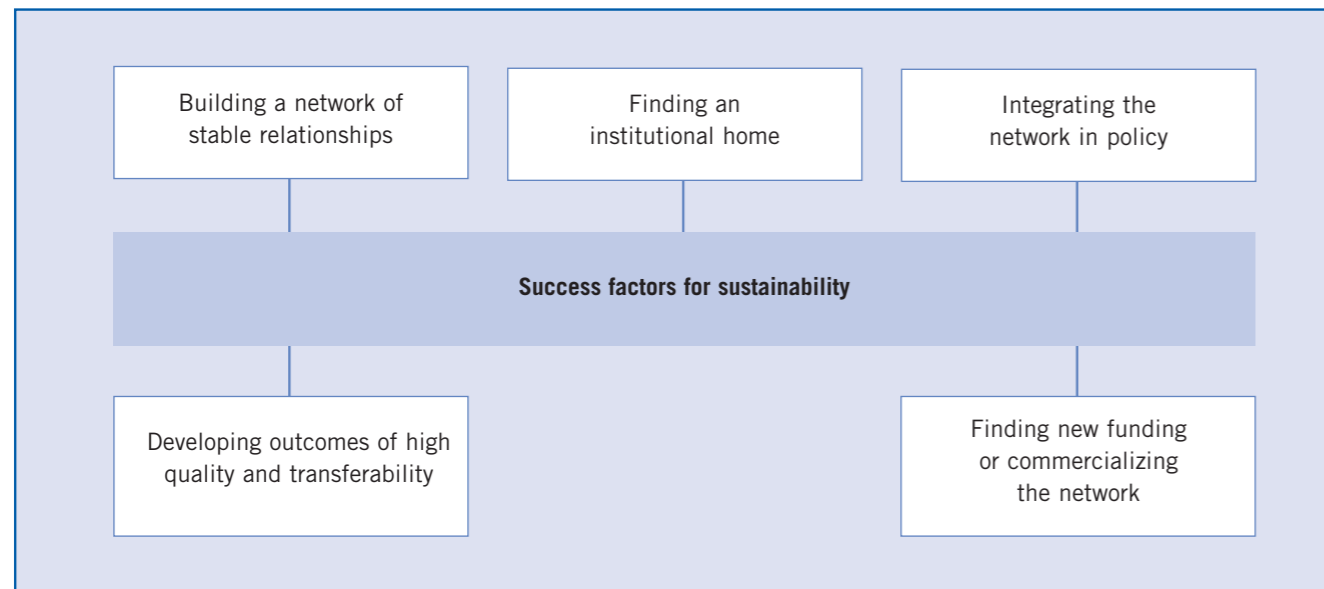 Building a network of
stable relationships
Finding an
institutional home
Integrating the
network in policy
Success factors for sustainability
Developing outcomes of high
quality and transferability
Finding new funding
or commercializing
the network